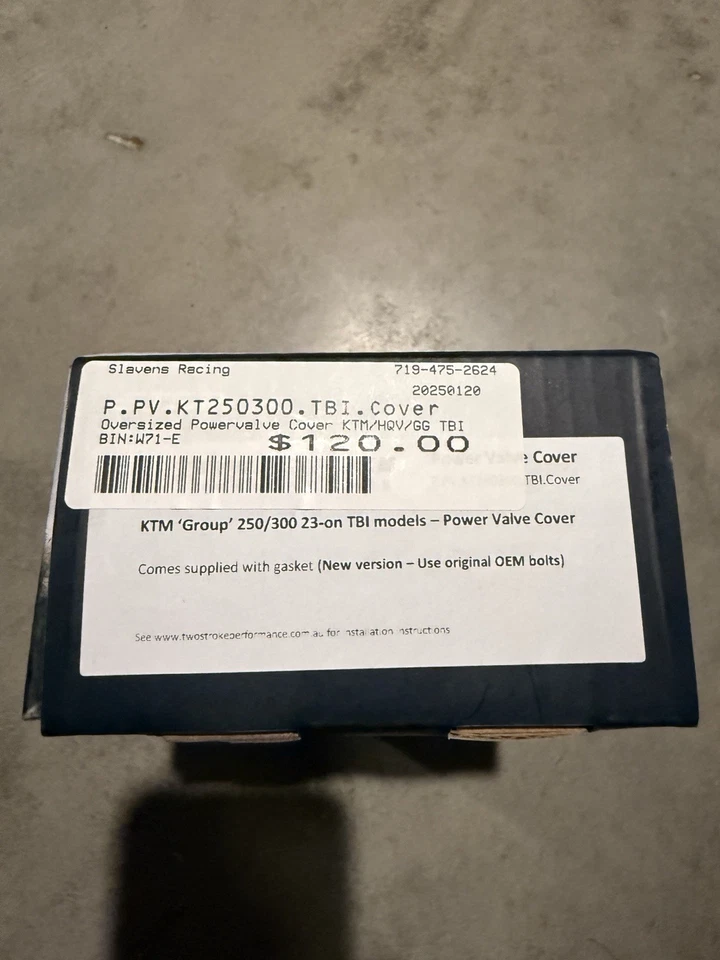 Slavens Racing 719-475-2624
20250120
P.PV.KT250300.TBI.Cover
Oversized Powervalve Cover KTM/HQV/GG TBI
BIN:W71-E $120.00
Power Valve Cover
TBI.Cover
KTM 'Group' 250/300 23-on TBI models – Power Valve Cover
Comes supplied with gasket (New version – Use original OEM bolts)
See www.twostrokeperformance.com.au for installation instructions